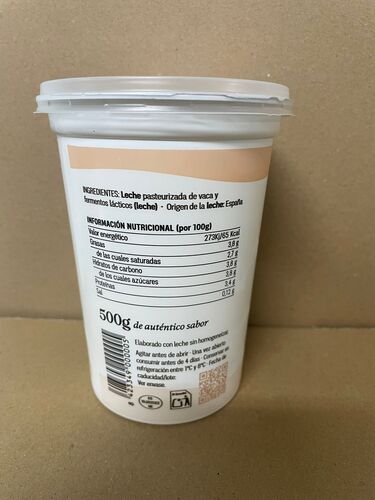 INGREDIENTES: Leche pasteurizada de vaca y
fermentos lácticos (leche) · Origen de la leche: España
INFORMACIÓN NUTRICIONAL (por 100g)
Valor energético 273Kj/65 Kcal
Grasas 3,8 g
de las cuales saturadas 2,7 g
Hidratos de carbono 3,8 g
de los cuales azúcares 3,8 g
Proteínas 3,4 g
Sal 0,12 g
500g de auténtico sabor
Elaborado con leche sin homogeneizar.
Agitar antes de abrir · Una vez abierto
consumir antes de 4 días · Conservar en
refrigeración entre 1ºC y 8ºC · Fecha de
caducidad/lote:
Ver envase.